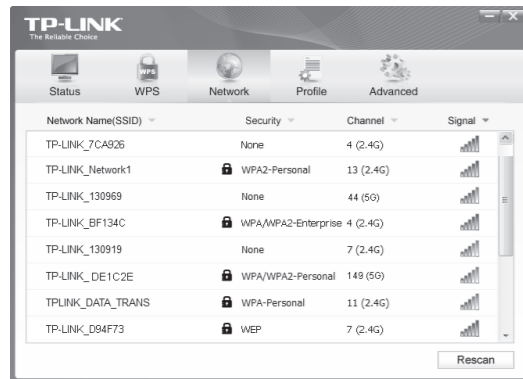 TP-LINK
The Reliable Choice
WPS
Status WPS Network Profile Advanced
Network Name(SSID) Security Channel Signal
TP-LINK_7CA926 None 4 (2.4G)
TP-LINK_Network1 WPA2-Personal 13 (2.4G)
TP-LINK_130969 None 44 (5G)
TP-LINK_BF134C WPA/WPA2-Enterprise 4 (2.4G)
TP-LINK_130919 None 7 (2.4G)
TP-LINK_DE1C2E WPA/WPA2-Personal 149 (5G)
TPLINK_DATA_TRANS WPA-Personal 11 (2.4G)
TP-LINK_D94F73 WEP 7 (2.4G)
Rescan